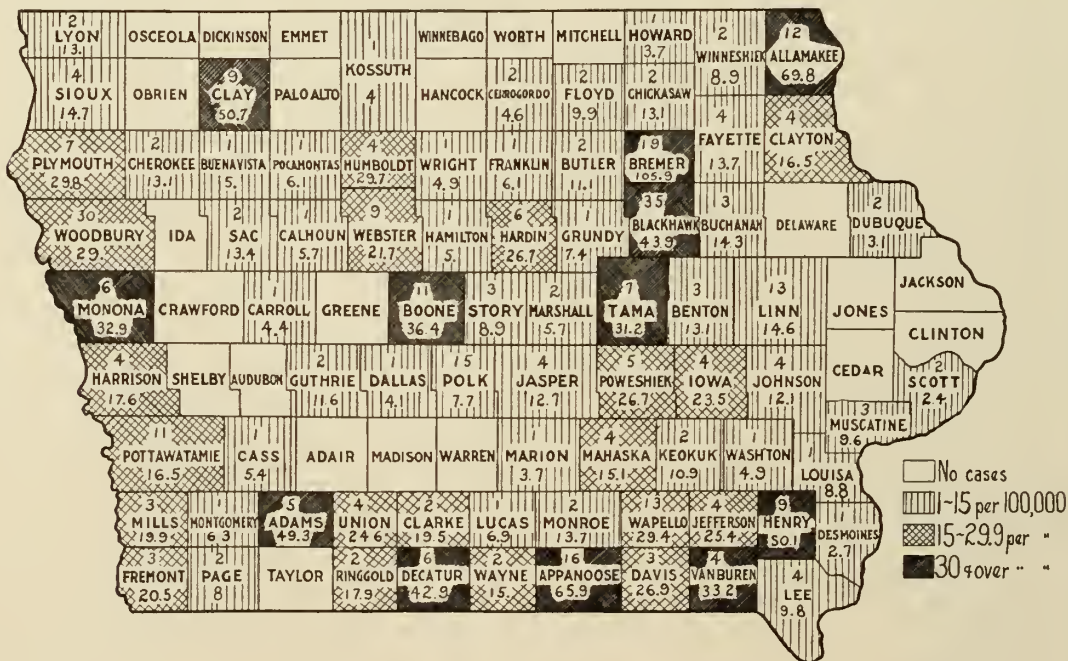 2
LYON
13.
OSCEOLA
DICKINSON
EMMET
1
KOSSUTH
4
WINNEBAGO
WORTH
MITCHELL
1
HOWARD
3.7
2
WINNESHIEK
8.9
12
ALLAMAKEE
69.8
4
SIOUX
14.7
OBRIEN
9
CLAY
50.7
PALO ALTO
HANCOCK
2
CERROGORDO
4.6
2
FLOYD
9.9
2
CHICKASAW
13.1
4
FAYETTE
13.7
4
CLAYTON
16.5
7
PLYMOUTH
29.8
2
CHEROKEE
13.1
1
BUENAVISTA
5.
1
POCAHONTAS
6.1
4
HUMBOLDT
29.7
1
WRIGHT
4.9
1
FRANKLIN
6.1
2
BUTLER
11.1
19
BREMER
105.9
30
WOODBURY
29.
IDA
2
SAC
13.4
1
CALHOUN
5.7
9
WEBSTER
21.7
1
HAMILTON
5.
6
HARDIN
26.7
1
GRUNDY
7.4
35
BLACKHAWK
43.9
3
BUCHANAN
14.3
DELAWARE
2
DUBUQUE
3.1
6
MONONA
32.9
CRAWFORD
1
CARROLL
4.4
GREENE
11
BOONE
36.4
3
STORY
8.9
2
MARSHALL
5.7
7
TAMA
31.2
3
BENTON
13.1
13
LINN
14.6
JONES
JACKSON
CLINTON
4
HARRISON
17.6
SHELBY
AUDUBON
2
GUTHRIE
11.6
1
DALLAS
4.1
15
POLK
7.7
4
JASPER
12.7
5
POWESHIEK
26.7
4
IOWA
23.5
4
JOHNSON
12.1
CEDAR
2
SCOTT
2.4
3
MUSCATINE
9.6
11
POTTAWATAMIE
16.5
1
CASS
5.4
ADAIR
MADISON
WARREN
1
MARION
3.7
4
MAHASKA
15.1
2
KEOKUK
10.9
1
WASH'TON
4.9
1
LOUISA
8.8
3
MILLS
19.9
1
MONTGOMERY
6.3
5
ADAMS
49.3
4
UNION
24.6
2
CLARKE
19.5
1
LUCAS
6.9
2
MONROE
13.7
13
WAPELLO
29.4
4
JEFFERSON
25.4
9
HENRY
50.1
1
DESMOINES
2.7
3
FREMONT
20.5
2
PAGE
8
TAYLOR
2
RINGGOLD
17.9
6
DECATUR
42.9
2
WAYNE
15.
16
APPANOOSE
65.9
3
DAVIS
26.9
4
VANBUREN
33.2
4
LEE
9.8
No cases
1-15 per 100,000
15-29.9 per "
30 & over " "